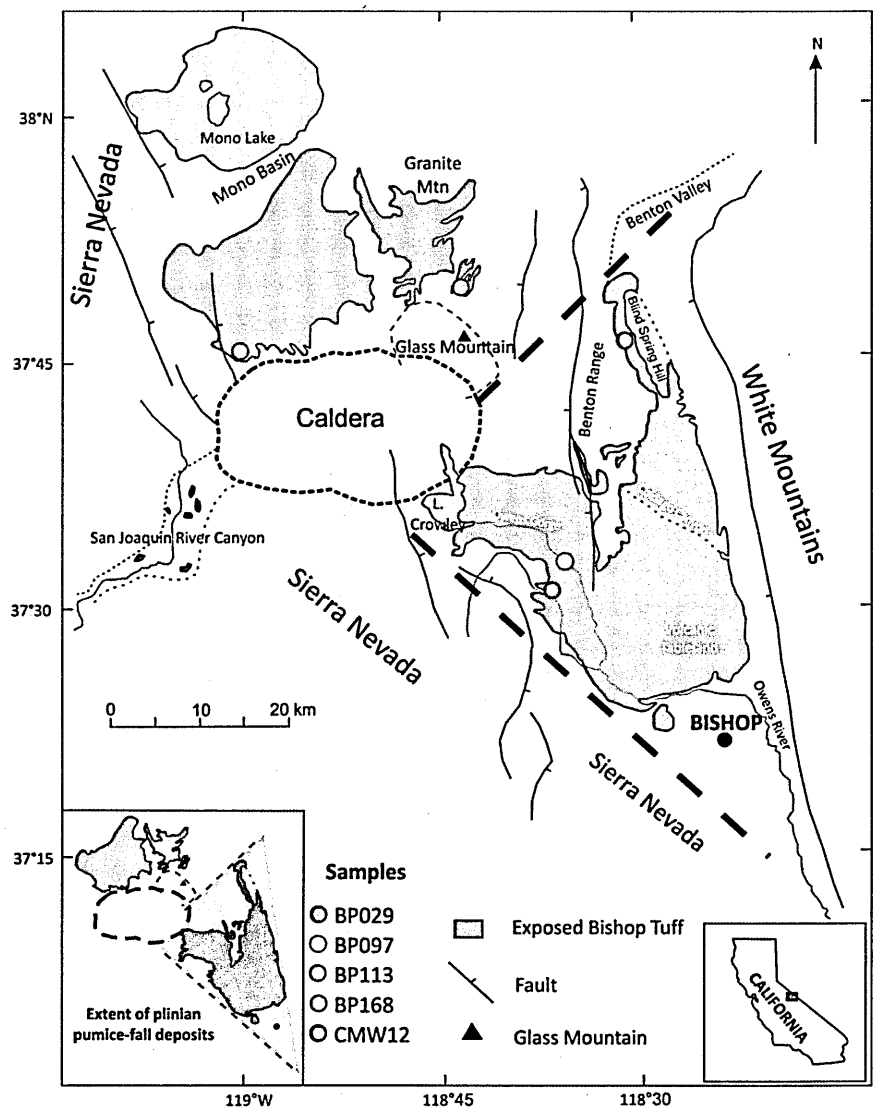 N
38°N
Mono Lake
Mono Basin
Granite
Mtn
Sierra Nevada
Benton Valley
Glass Mountain
Blind Spring Hill
37°45
Benton Range
White Mountains
Caldera
L.
Crowley
San Joaquin River Canyon
Sierra Nevada
37°30
0 10 20 km
BISHOP
Owens River
Sierra Nevada
37°15
Samples
BP029
BP097
BP113
BP168
CMW12
Exposed Bishop Tuff
Fault
Glass Mountain
Extent of plinian
pumice-fall deposits
CALIFORNIA
119°W
118°45
118°30